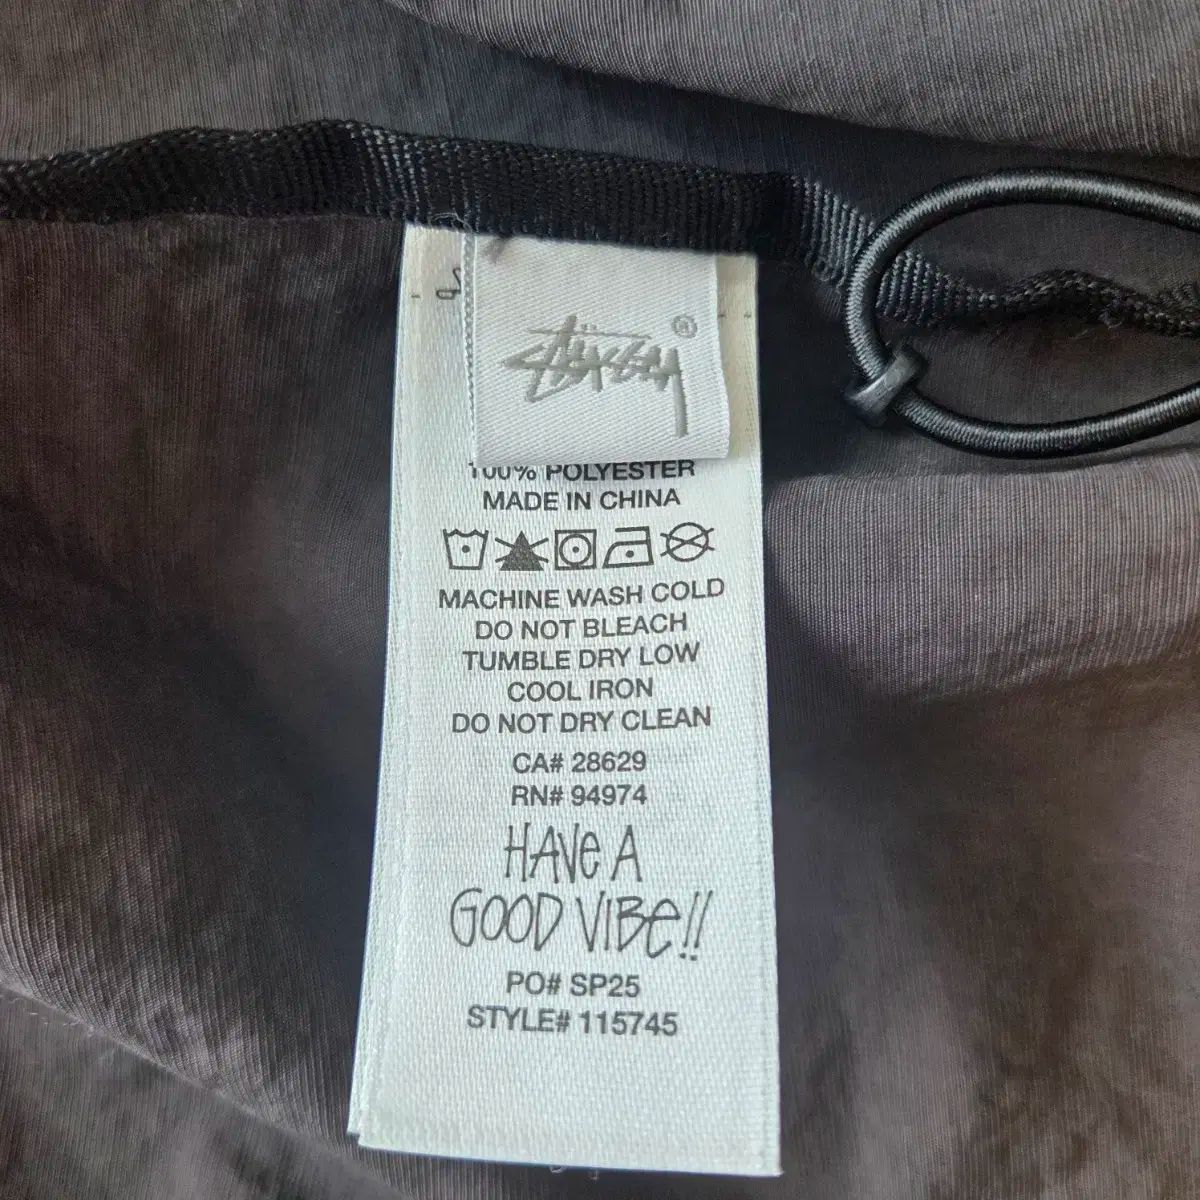 Stüssy ®
100% POLYESTER
MADE IN CHINA
MACHINE WASH COLD
DO NOT BLEACH
TUMBLE DRY LOW
COOL IRON
DO NOT DRY CLEAN
CA# 28629
RN# 94974
HAVE A
GOOD VIBE!!
PO# SP25
STYLE# 115745